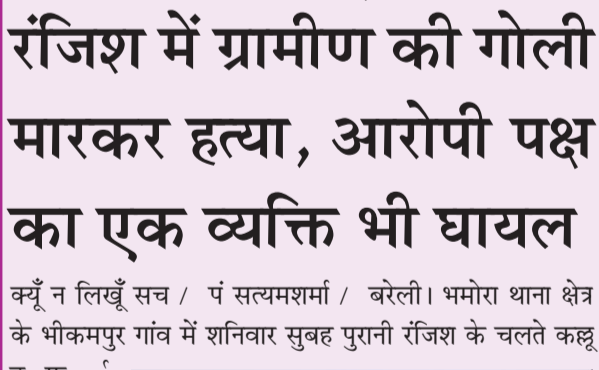 रंजिश में ग्रामीण की गोली
मारकर हत्या, आरोपी पक्ष
का एक व्यक्ति भी घायल
क्यूँ न लिखूँ सच / पं सत्यमशर्मा / बरेली। भमोरा थाना क्षेत्र
के भीकमपुर गांव में शनिवार सुबह पुरानी रंजिश के चलते कल्लू